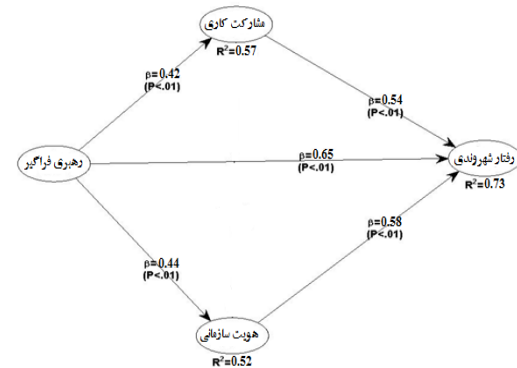 مشارکت کاری
R²=0.57
β=0.42
(P<.01)
β=0.54
(P<.01)
رهبری فراگیر
β=0.65
(P<.01)
رفتار شهروندی
R²=0.73
β=0.58
(P<.01)
β=0.44
(P<.01)
هویت سازمانی
R²=0.52